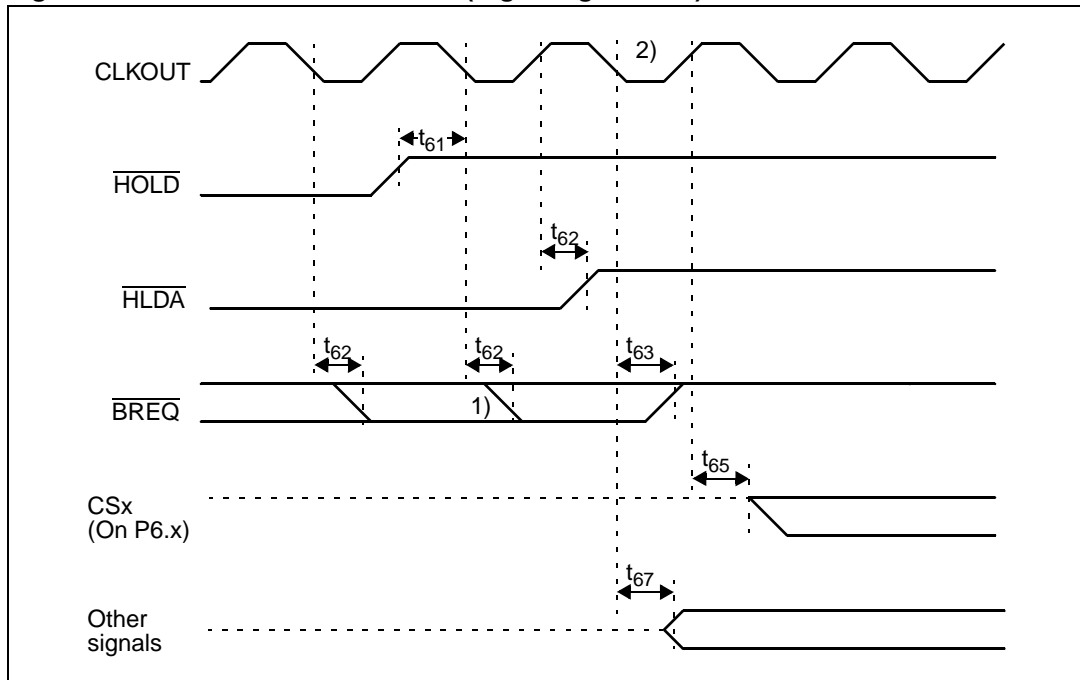 2)
CLKOUT
t61
HOLD
t62
HLDA
t62
t62
t63
BREQ
1)
t65
CSx
(On P6.x)
t67
Other
signals